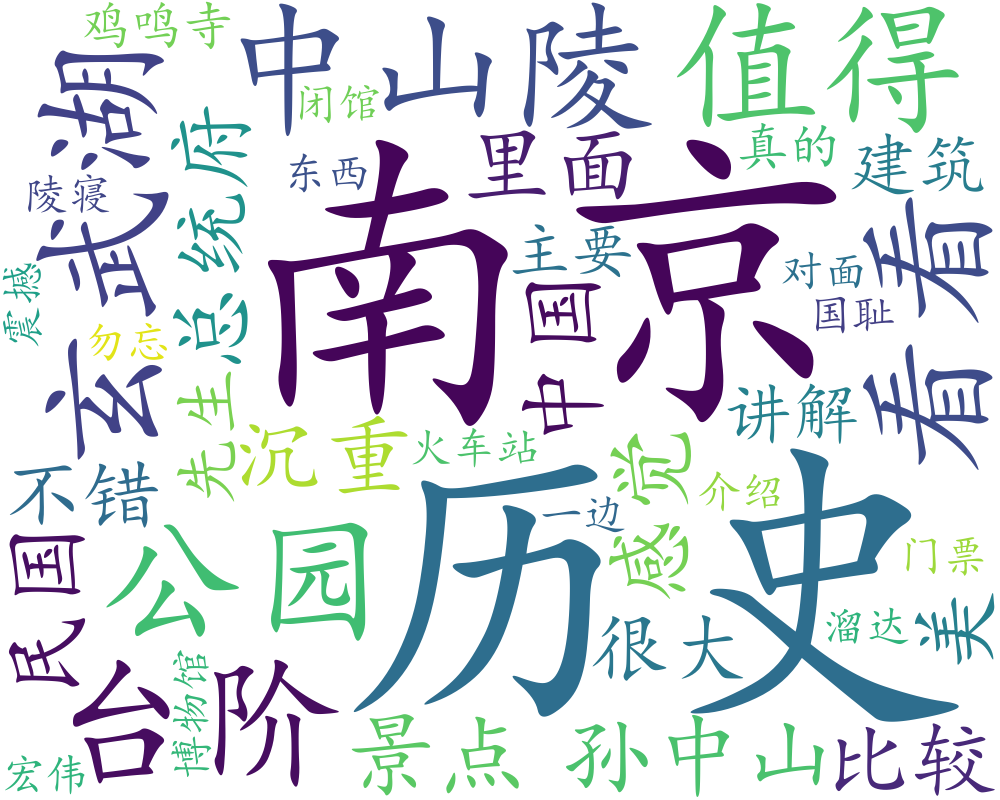 鸡鸣寺
中山陵
值得
闭馆
玄武湖
总统府
里面
真的
建筑
东西
陵寝
南京
看看
主要
对面
国耻
中国
震撼
勿忘
讲解
先生
沉重
火车站
感觉
不错
历史
一边
介绍
公园
民国
门票
很大
溜达
美
台阶
博物馆
景点
孙中山
比较
宏伟